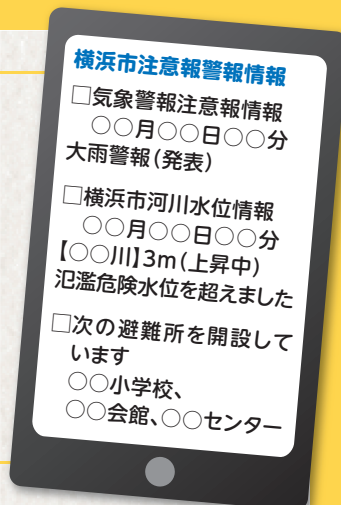 横浜市注意報警報情報
□気象警報注意報情報
○○月○○日○○分
大雨警報（発表）
□横浜市河川水位情報
○○月○○日○○分
【○○川】3m（上昇中）
氾濫危険水位を超えました
□次の避難所を開設して
います
○○小学校、
○○会館、○○センター